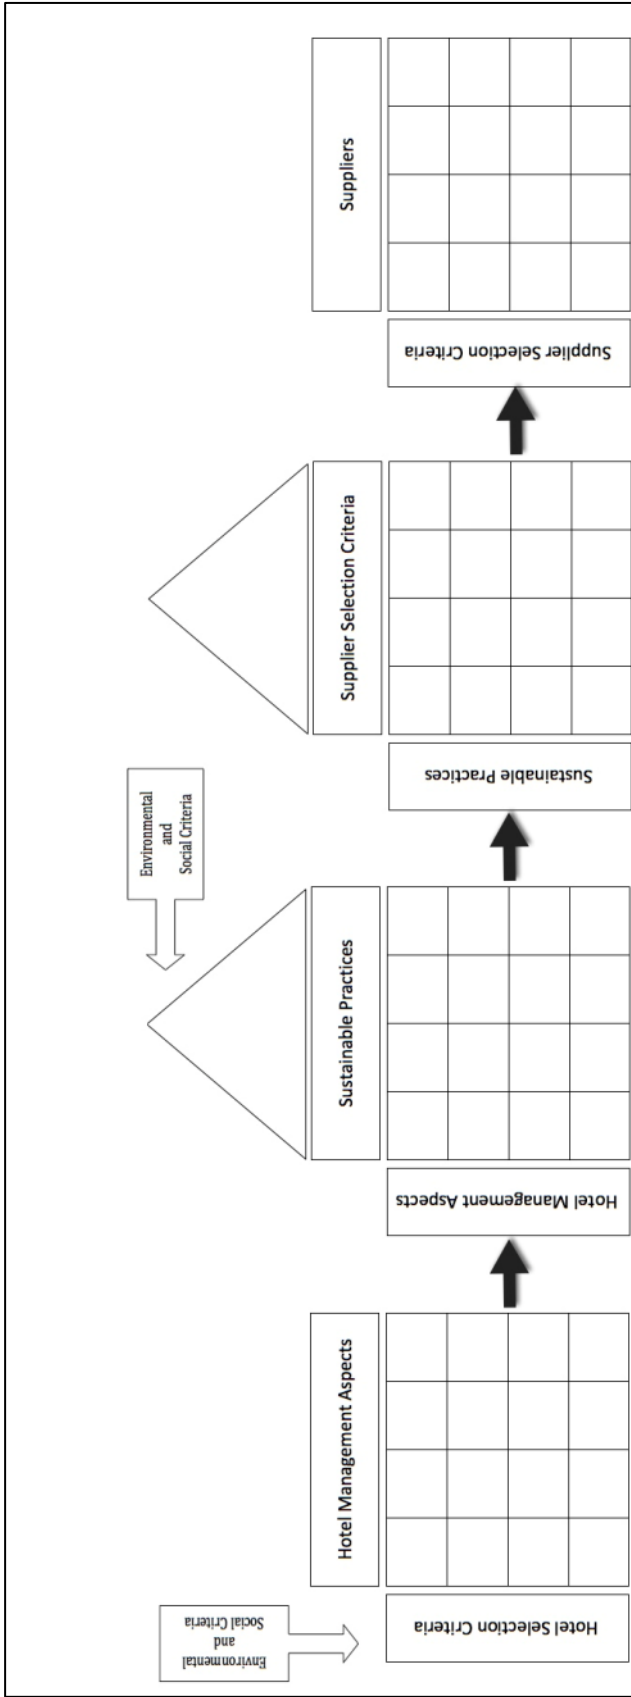 Environmental
and
Social Criteria
Hotel Selection Criteria
Hotel Management Aspects
Hotel Management Aspects
Sustainable Practices
Environmental
and
Social Criteria
Sustainable Practices
Supplier Selection Criteria
Supplier Selection Criteria
Suppliers